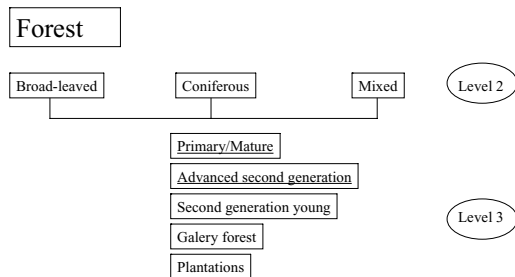 Forest
Broad-leaved Coniferous Mixed Level 2
Primary/Mature
Advanced second generation
Second generation young
Level 3
Galery forest
Plantations